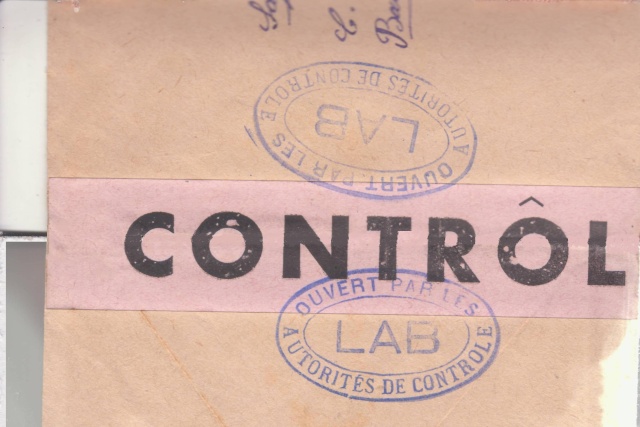 OUVERT PAR LES
LAB
AUTORITÉS DE CONTROLE
CONTRÔL
OUVERT PAR LES
LAB
AUTORITÉS DE CONTROLE